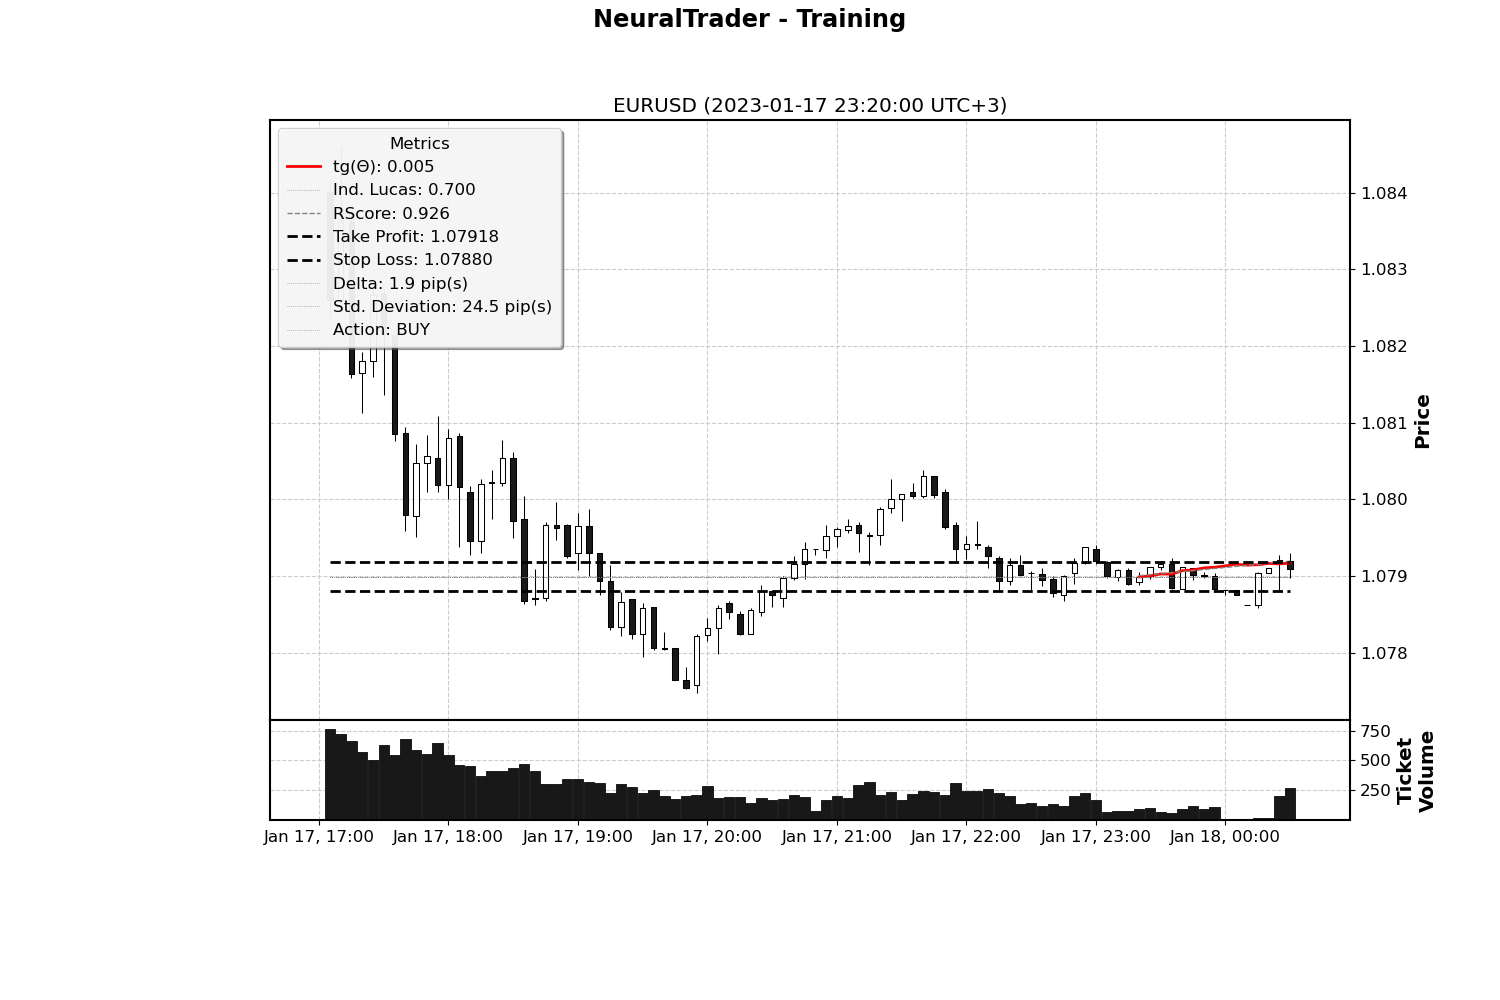 NeuralTrader - Training
EURUSD (2023-01-17 23:20:00 UTC+3)
Metrics
tg(Θ): 0.005
Ind. Lucas: 0.700
RScore: 0.926
Take Profit: 1.07918
Stop Loss: 1.07880
Delta: 1.9 pip(s)
Std. Deviation: 24.5 pip(s)
Action: BUY
1.084
1.083
1.082
1.081
1.080
1.079
1.078
Price
750
500
250
Ticket
Volume
Jan 17, 17:00
Jan 17, 18:00
Jan 17, 19:00
Jan 17, 20:00
Jan 17, 21:00
Jan 17, 22:00
Jan 17, 23:00
Jan 18, 00:00